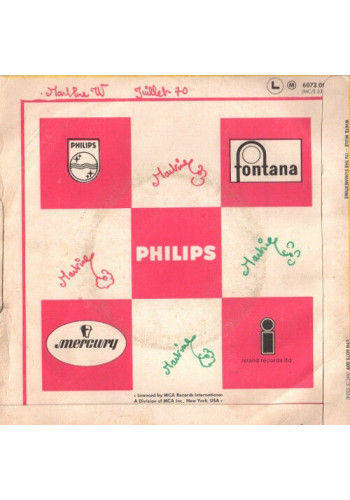 Martine W Juillet 70
L M 6073 0
PHILIPS
fontana
Martine
PHILIPS
Martine
Martine
mercury
Martine
i
island records ltd
« Licensed by MCA Records International
A Division of MCA Inc., New York, USA »